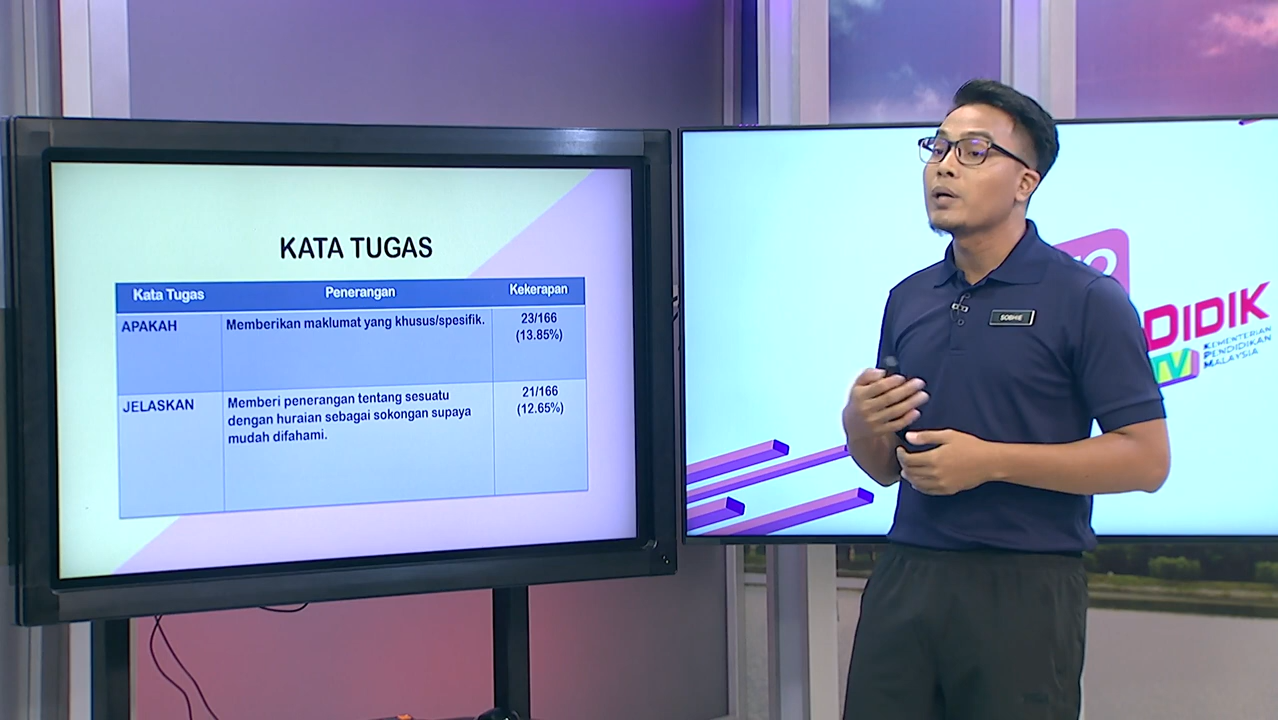 KATA TUGAS
Kata Tugas
Penerangan
Kekerapan
APAKAH
Memberikan maklumat yang khusus/spesifik.
23/166
(13.85%)
JELASKAN
Memberi penerangan tentang sesuatu
dengan huraian sebagai sokongan supaya
mudah difahami.
21/166
(12.65%)
SOBHIE
DIDIK
TV
KEMENTERIAN
PENDIDIKAN
MALAYSIA